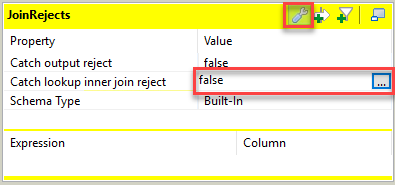 JoinRejects
Property Value
Catch output reject false
Catch lookup inner join reject false ...
Schema Type Built-In
Expression Column